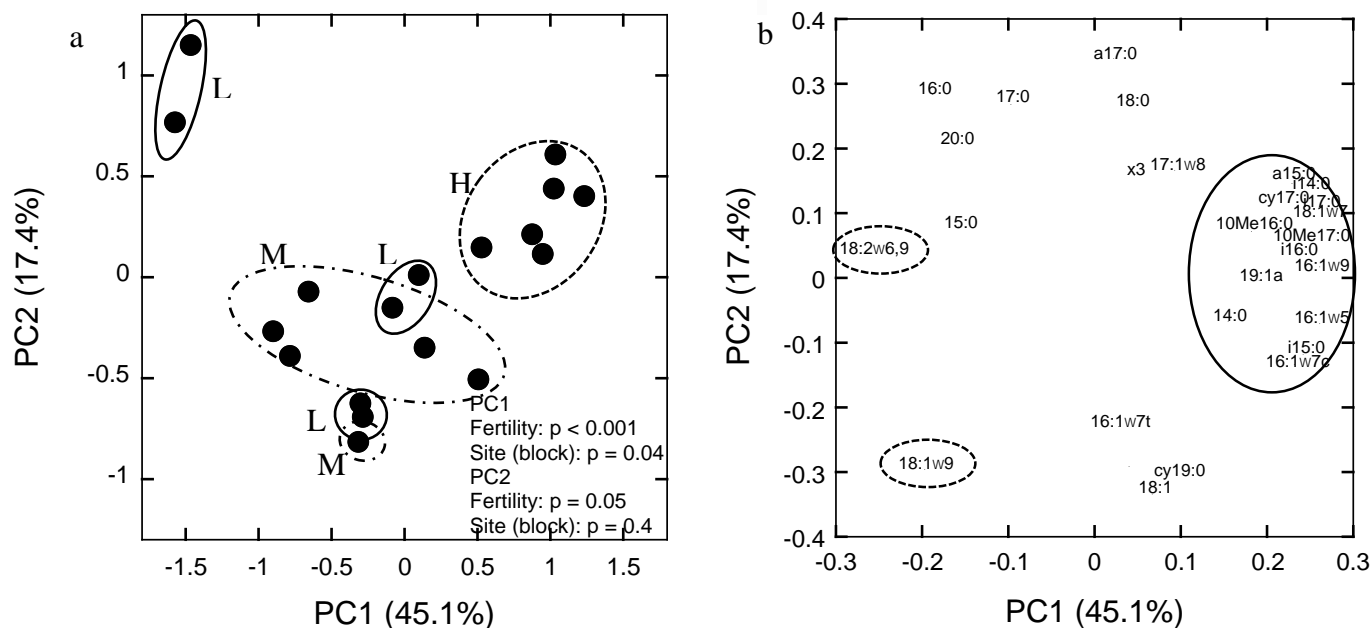 a
L
H
M
L
L
M
PC1
Fertility: p < 0.001
Site (block): p = 0.04
PC2
Fertility: p = 0.05
Site (block): p = 0.4
1
0.5
0
-0.5
-1
-1.5 -1 -0.5 0 0.5 1 1.5
PC2 (17.4%)
PC1 (45.1%)
b
0.4
0.3
0.2
0.1
0
-0.1
-0.2
-0.3
-0.4
a17:0
16:0
17:0
18:0
20:0
x3
17:1w8
a15:0
i14:0
cy17:0
i17:0
18:1w7
15:0
10Me16:0
10Me17:0
18:2w6,9
i16:0
16:1w9
19:1a
14:0
16:1w5
i15:0
16:1w7c
16:1w7t
18:1w9
cy19:0
18:1
-0.3 -0.2 -0.1 0 0.1 0.2 0.3
PC2 (17.4%)
PC1 (45.1%)